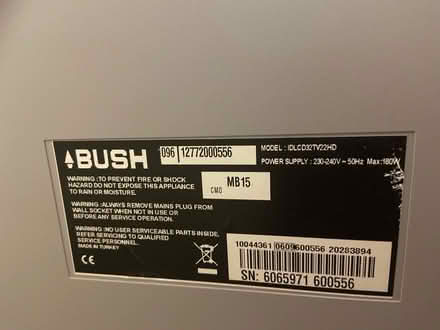 BUSH
096 12772000556
MODEL : IDLCD32TV22HD
POWER SUPPLY : 230-240V ~ 50Hz Max:180W
WARNING : TO PREVENT FIRE OR SHOCK
HAZARD DO NOT EXPOSE THIS APPLIANCE
TO RAIN OR MOISTURE.
CMO MB15
WARNING :ALWAYS REMOVE MAINS PLUG FROM
WALL SOCKET WHEN NOT IN USE OR
BEFORE ANY SERVICE OPERATION.
WARNING :NO USER SERVICEABLE PARTS INSIDE.
REFER SERVICING TO QUALIFIED
SERVICE PERSONNEL.
MADE IN TURKEY
10044361 0609600556 20283894
SN: 6065971 600556